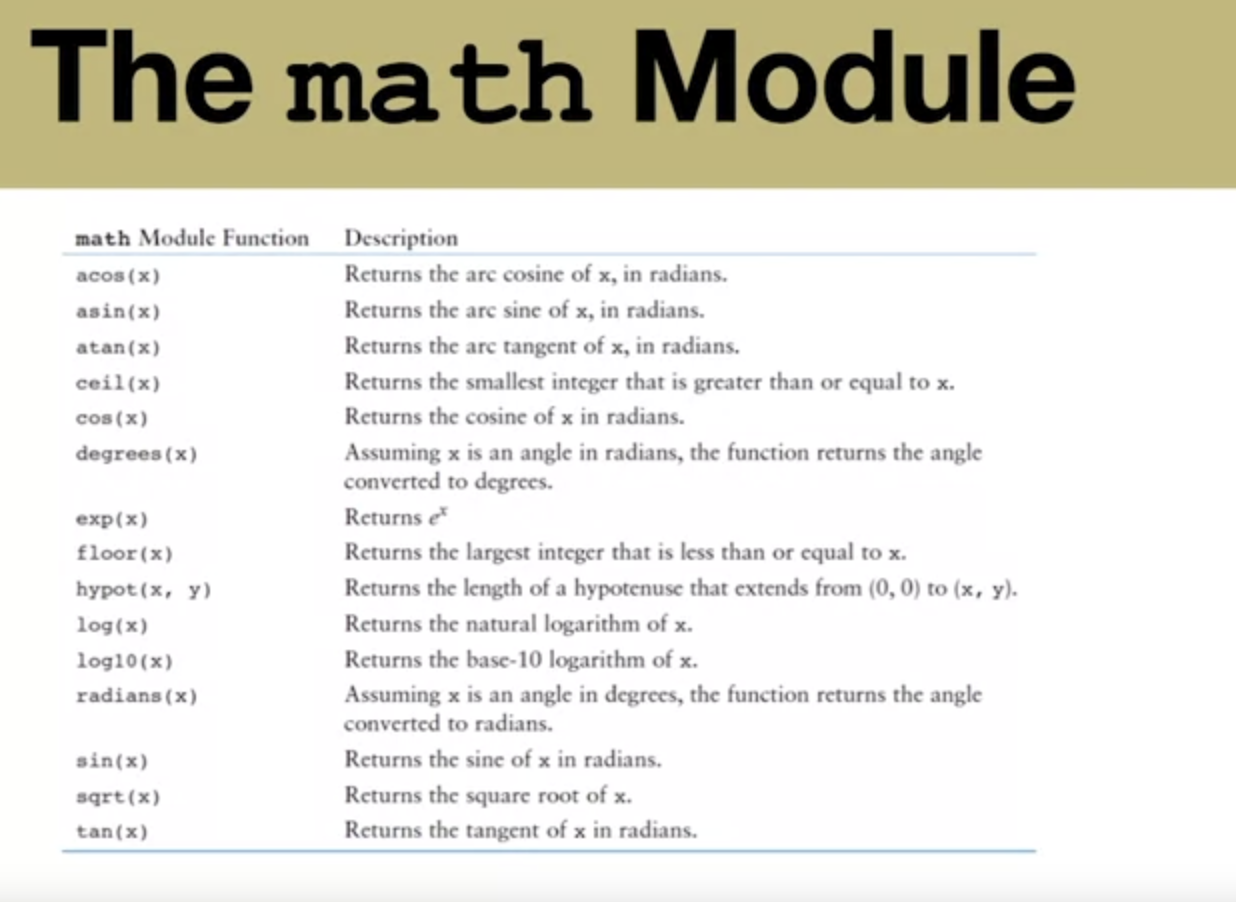 The math Module
math Module Function Description
acos(x) Returns the arc cosine of x, in radians.
asin(x) Returns the arc sine of x, in radians.
atan(x) Returns the arc tangent of x, in radians.
ceil(x) Returns the smallest integer that is greater than or equal to x.
cos(x) Returns the cosine of x in radians.
degrees(x) Assuming x is an angle in radians, the function returns the angle
converted to degrees.
exp(x) Returns eˣ
floor(x) Returns the largest integer that is less than or equal to x.
hypot(x, y) Returns the length of a hypotenuse that extends from (0, 0) to (x, y).
log(x) Returns the natural logarithm of x.
log10(x) Returns the base-10 logarithm of x.
radians(x) Assuming x is an angle in degrees, the function returns the angle
converted to radians.
sin(x) Returns the sine of x in radians.
sqrt(x) Returns the square root of x.
tan(x) Returns the tangent of x in radians.